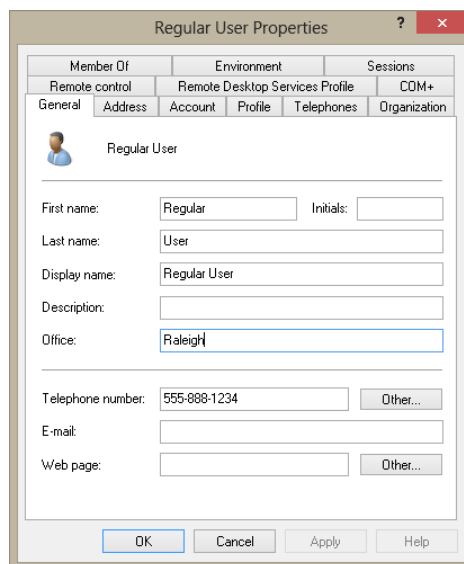 Regular User Properties ? ×
Member Of Environment Sessions
Remote control Remote Desktop Services Profile COM+
General Address Account Profile Telephones Organization
Regular User
First name: Regular Initials:
Last name: User
Display name: Regular User
Description:
Office: Raleigh
Telephone number: 555-888-1234 Other...
E-mail:
Web page: Other...
OK Cancel Apply Help